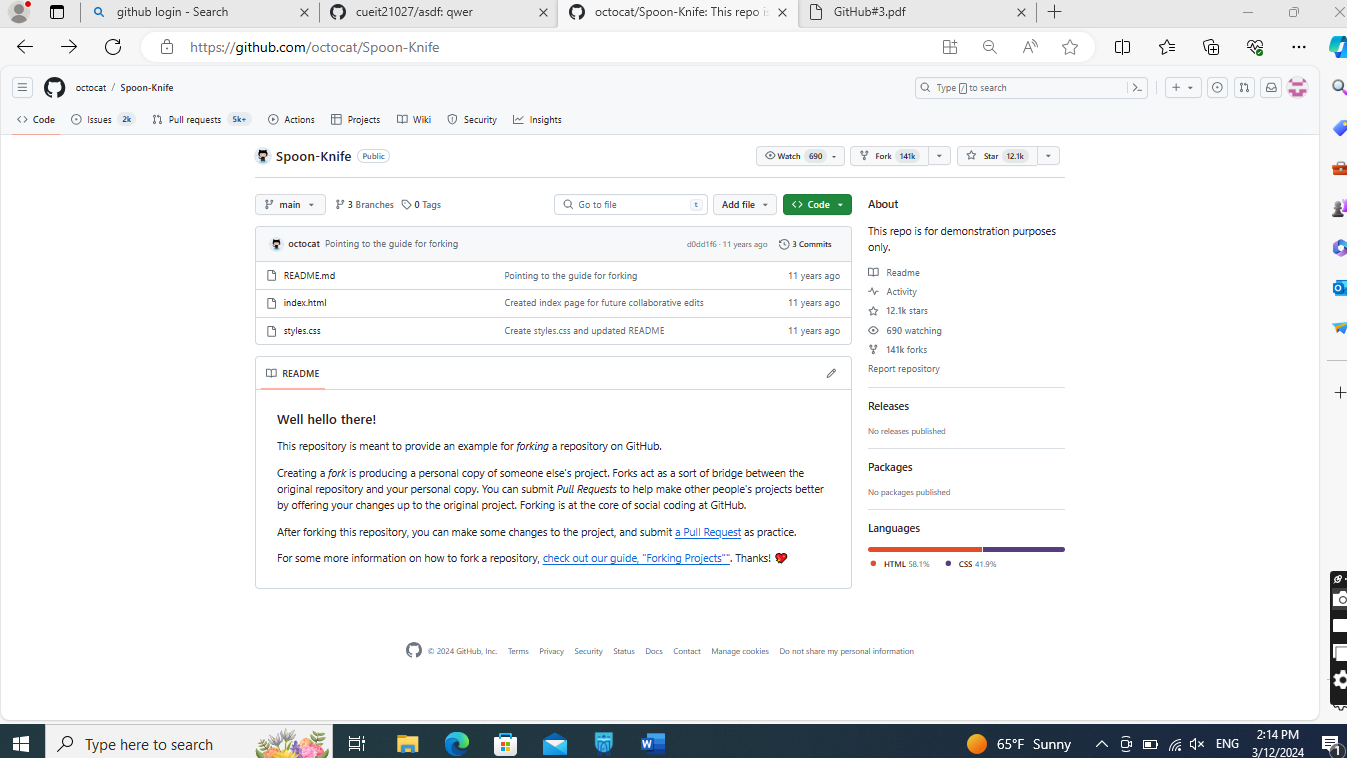 github login - Search
cueit21027/asdf: qwer
octocat/Spoon-Knife: This repo is
GitHub#3.pdf
https://github.com/octocat/Spoon-Knife
octocat / Spoon-Knife
Type / to search
Code
Issues 2k
Pull requests 5k+
Actions
Projects
Wiki
Security
Insights
Spoon-Knife Public
Watch 690
Fork 141k
Star 12.1k
main
3 Branches
0 Tags
Go to file t
Add file
Code
octocat Pointing to the guide for forking d0dd1f6 · 11 years ago 3 Commits
README.md Pointing to the guide for forking 11 years ago
index.html Created index page for future collaborative edits 11 years ago
styles.css Create styles.css and updated README 11 years ago
README
Well hello there!
This repository is meant to provide an example for forking a repository on GitHub.
Creating a fork is producing a personal copy of someone else's project. Forks act as a sort of bridge between the
original repository and your personal copy. You can submit Pull Requests to help make other people's projects better
by offering your changes up to the original project. Forking is at the core of social coding at GitHub.
After forking this repository, you can make some changes to the project, and submit a Pull Request as practice.
For some more information on how to fork a repository, check out our guide, "Forking Projects"". Thanks! 💖
About
This repo is for demonstration purposes
only.
Readme
Activity
12.1k stars
690 watching
141k forks
Report repository
Releases
No releases published
Packages
No packages published
Languages
HTML 58.1% CSS 41.9%
© 2024 GitHub, Inc. Terms Privacy Security Status Docs Contact Manage cookies Do not share my personal information
Type here to search
65°F Sunny
ENG
2:14 PM
3/12/2024
1